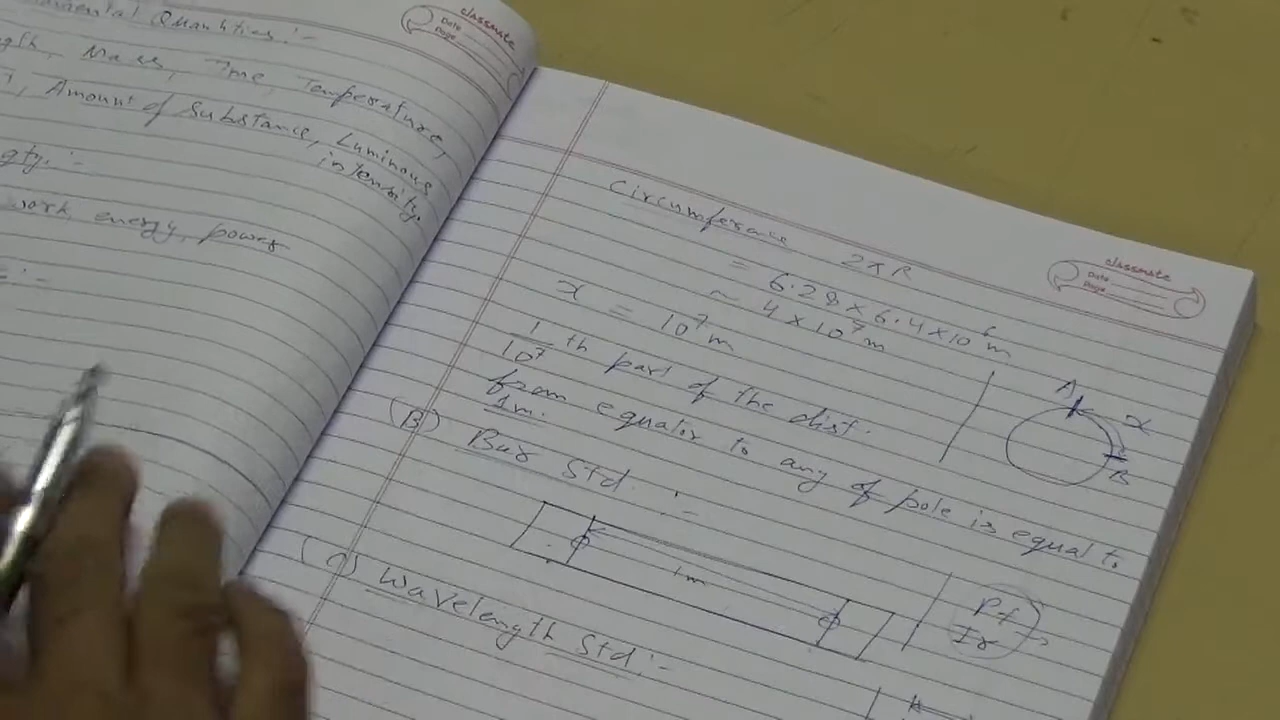 Quantities :-
classmate
Date
Page
Mass, Time, Temperature,
Amount of Substance, Luminous
intensity.
work, energy, power
classmate
Date
Page
Circumference 2πR
= 6.28 × 6.4 × 10⁶ m
~ 4 × 10⁷ m
x = 10⁷ m
1/10⁷ th part of the dist.
from equator to any of pole is equal to
1m.
A
x
B
(B) Bar Std. :-
1m
Pt
Ir
(C) Wavelength Std :-